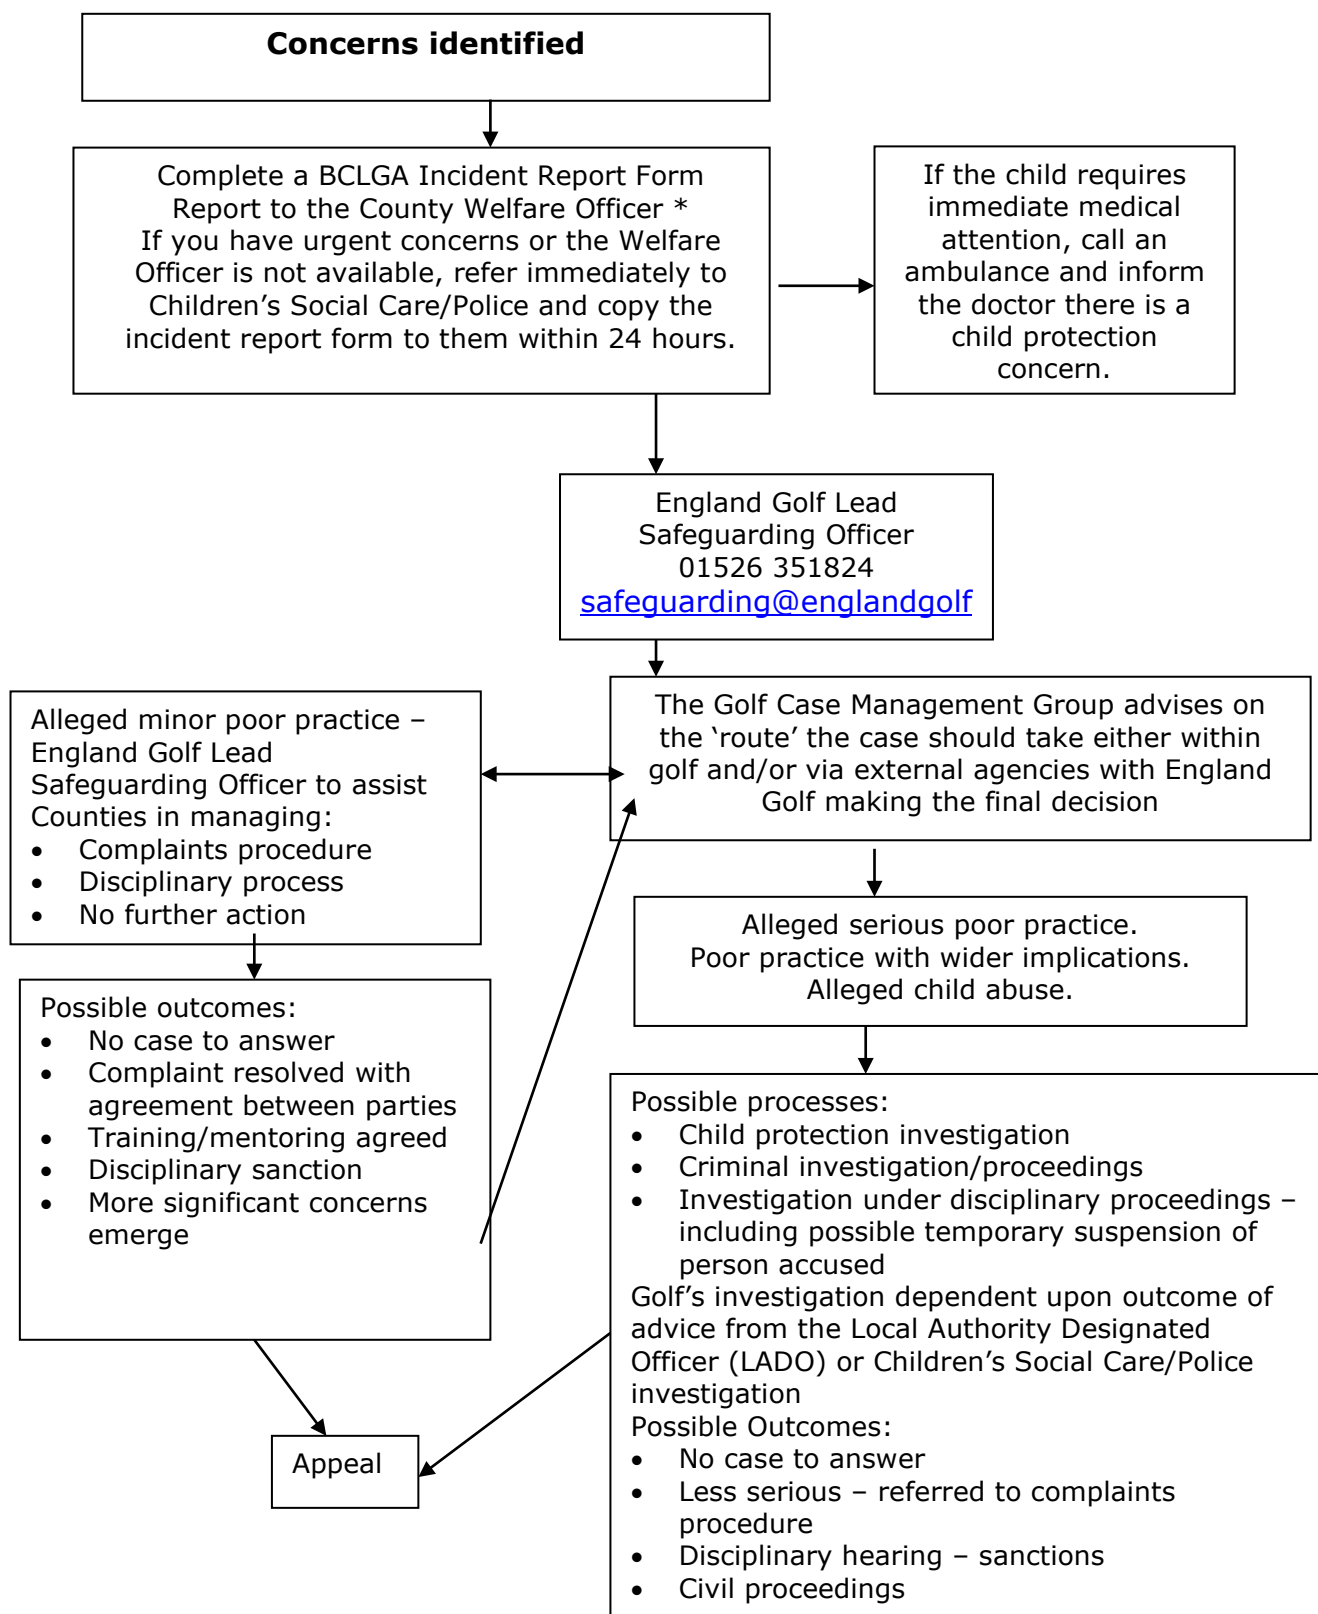 Concerns identified
Complete a BCLGA Incident Report Form
Report to the County Welfare Officer *
If you have urgent concerns or the Welfare
Officer is not available, refer immediately to
Children’s Social Care/Police and copy the
incident report form to them within 24 hours.
If the child requires
immediate medical
attention, call an
ambulance and inform
the doctor there is a
child protection
concern.
England Golf Lead
Safeguarding Officer
01526 351824
safeguarding@englandgolf
Alleged minor poor practice –
England Golf Lead
Safeguarding Officer to assist
Counties in managing:
• Complaints procedure
• Disciplinary process
• No further action
The Golf Case Management Group advises on
the ‘route’ the case should take either within
golf and/or via external agencies with England
Golf making the final decision
Alleged serious poor practice.
Poor practice with wider implications.
Alleged child abuse.
Possible outcomes:
• No case to answer
• Complaint resolved with
agreement between parties
• Training/mentoring agreed
• Disciplinary sanction
• More significant concerns
emerge
Possible processes:
• Child protection investigation
• Criminal investigation/proceedings
• Investigation under disciplinary proceedings –
including possible temporary suspension of
person accused
Golf’s investigation dependent upon outcome of
advice from the Local Authority Designated
Officer (LADO) or Children’s Social Care/Police
investigation
Possible Outcomes:
• No case to answer
• Less serious – referred to complaints
procedure
• Disciplinary hearing – sanctions
• Civil proceedings
Appeal